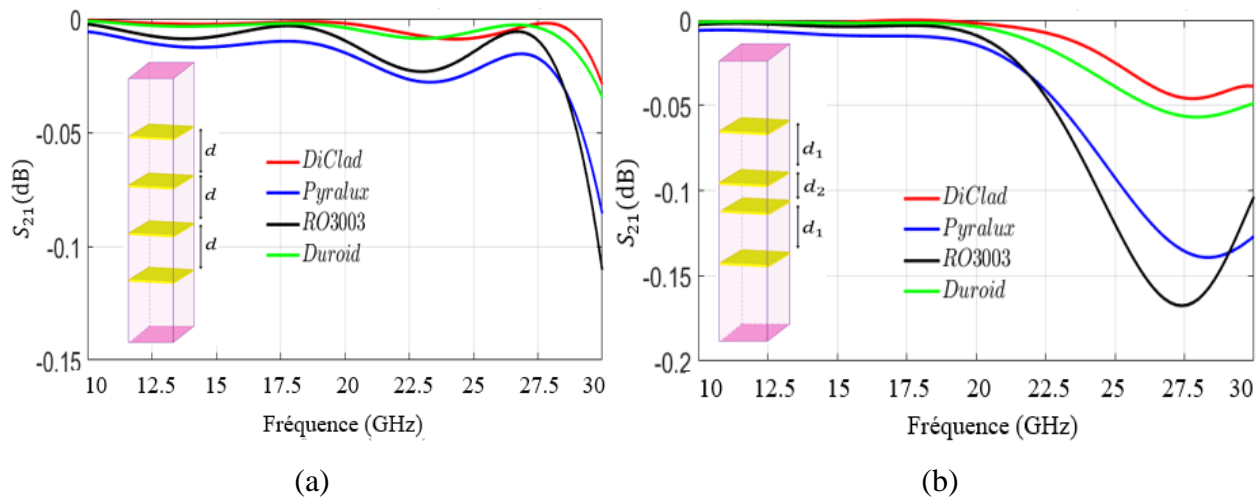 0
-0.05
-0.1
-0.15
S21(dB)
d
d
d
DiClad
Pyralux
RO3003
Duroid
10 12.5 15 17.5 20 22.5 25 27.5 30
Fréquence (GHz)
(a)
0
-0.05
-0.1
-0.15
-0.2
S21(dB)
d1
d2
d1
DiClad
Pyralux
RO3003
Duroid
10 12.5 15 17.5 20 22.5 25 27.5 30
Fréquence (GHz)
(b)